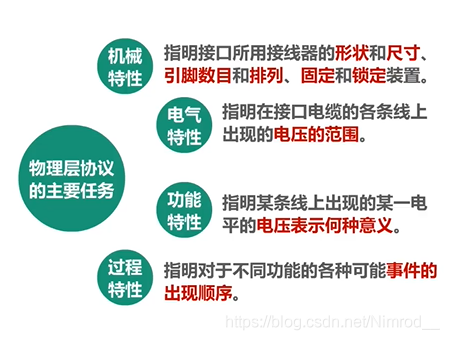 机械
特性
指明接口所用接线器的形状和尺寸、
引脚数目和排列、固定和锁定装置。
电气
特性
指明在接口电缆的各条线上
出现的电压的范围。
物理层协议
的主要任务
功能
特性
指明某条线上出现的某一电
平的电压表示何种意义。
过程
特性
指明对于不同功能的各种可能事件的
出现顺序。
https://blog.csdn.net/Nimrod__